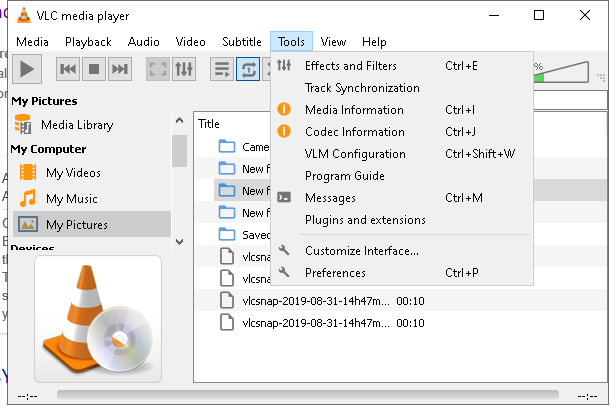 VLC media player
Media Playback Audio Video Subtitle Tools View Help
Effects and Filters Ctrl+E
Track Synchronization
Media Information Ctrl+I
Codec Information Ctrl+J
VLM Configuration Ctrl+Shift+W
Program Guide
Messages Ctrl+M
Plugins and extensions
Customize Interface...
Preferences Ctrl+P
%
My Pictures
Media Library
My Computer
My Videos
My Music
My Pictures
Devices
Title
Came
New f
New f
New f
Saved
vlcsna
vlcsna
vlcsnap-2019-08-31-14h47m... 00:10
vlcsnap-2019-08-31-14h47m... 00:10
--:-- --:--